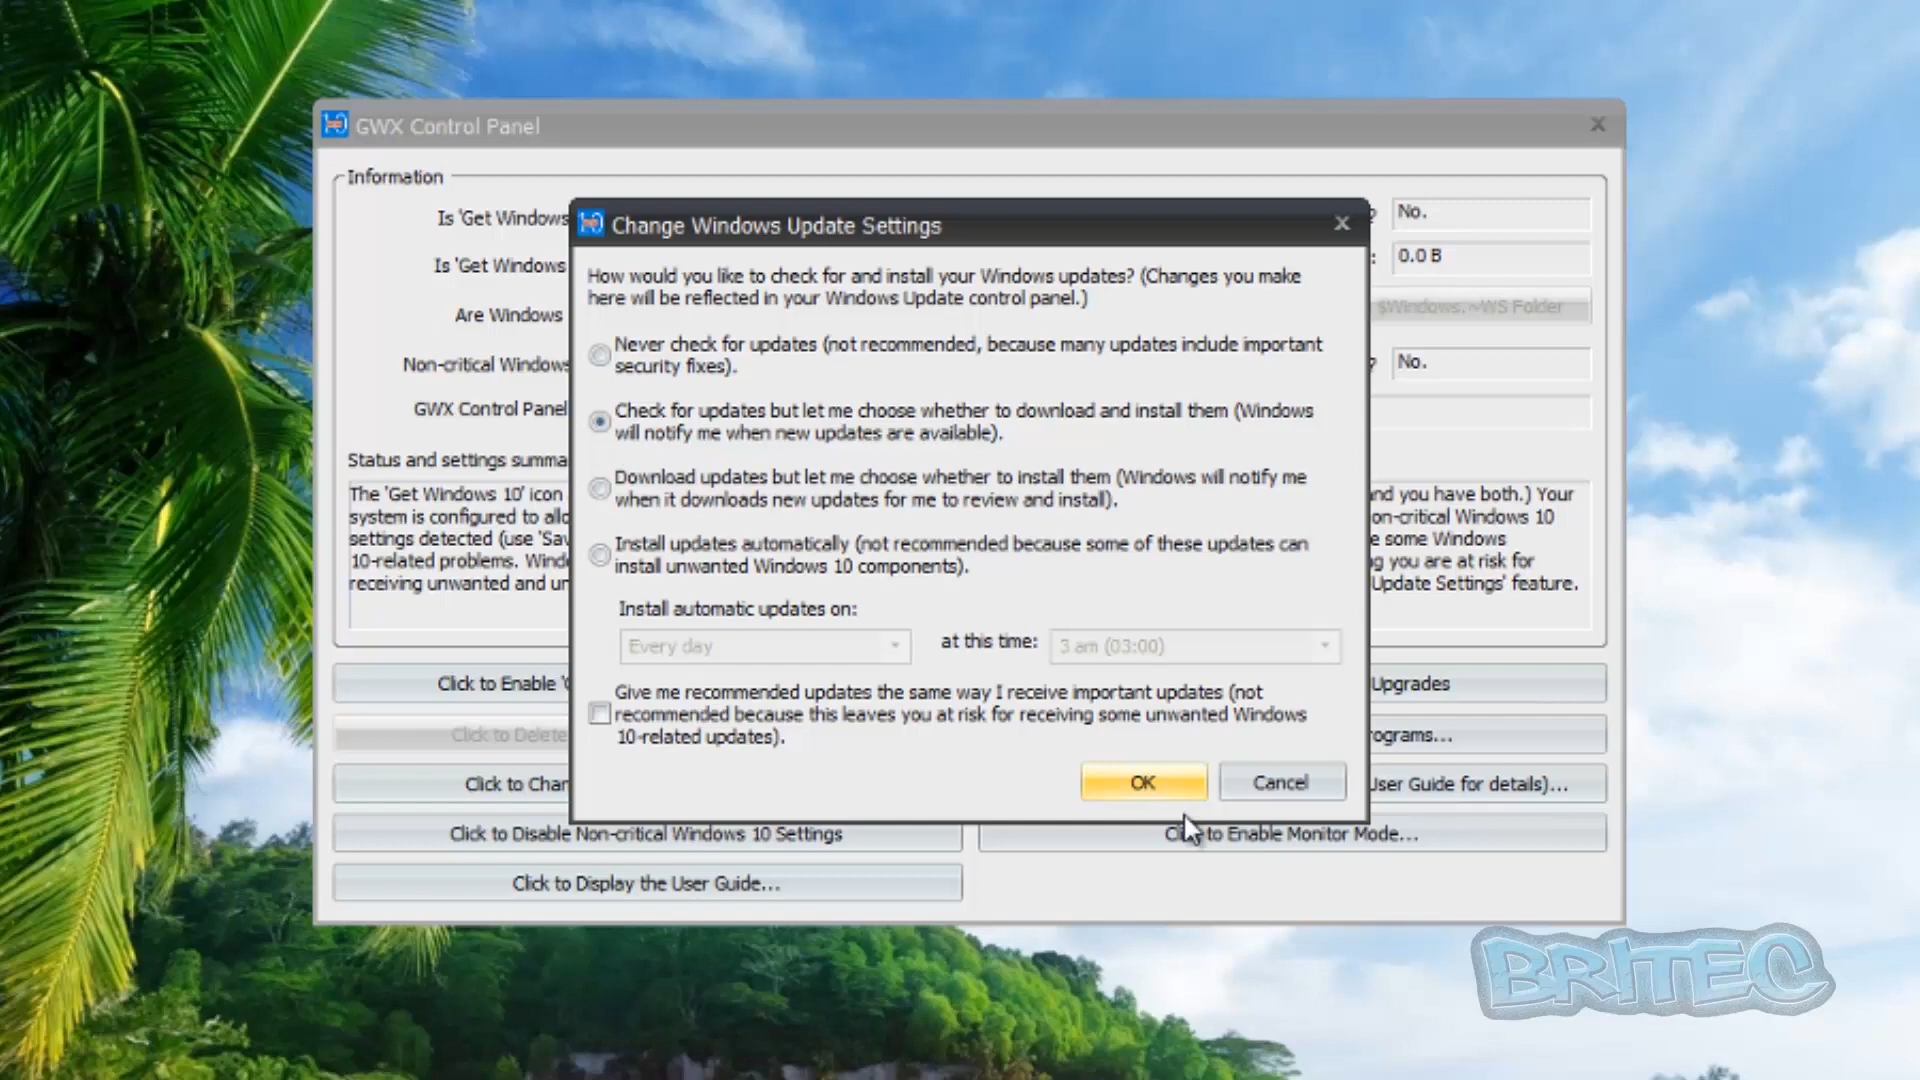 GWX Control Panel
Information
Is 'Get Windows
No.
Is 'Get Windows
0.0 B
Are Windows
$Windows.~WS Folder
Non-critical Windows
No.
GWX Control Panel
Status and settings summa
The 'Get Windows 10' icon
nd you have both.) Your
system is configured to allo
on-critical Windows 10
settings detected (use 'Sav
e some Windows
10-related problems. Wind
g you are at risk for
receiving unwanted and un
Update Settings' feature.
Change Windows Update Settings
How would you like to check for and install your Windows updates? (Changes you make
here will be reflected in your Windows Update control panel.)
Never check for updates (not recommended, because many updates include important
security fixes).
Check for updates but let me choose whether to download and install them (Windows
will notify me when new updates are available).
Download updates but let me choose whether to install them (Windows will notify me
when it downloads new updates for me to review and install).
Install updates automatically (not recommended because some of these updates can
install unwanted Windows 10 components).
Install automatic updates on:
Every day
at this time:
3 am (03:00)
Give me recommended updates the same way I receive important updates (not
recommended because this leaves you at risk for receiving some unwanted Windows
10-related updates).
OK
Cancel
Click to Enable 'G
Upgrades
Click to Delete
ograms...
Click to Chan
User Guide for details)...
Click to Disable Non-critical Windows 10 Settings
Click to Enable Monitor Mode...
Click to Display the User Guide...
BRITEC